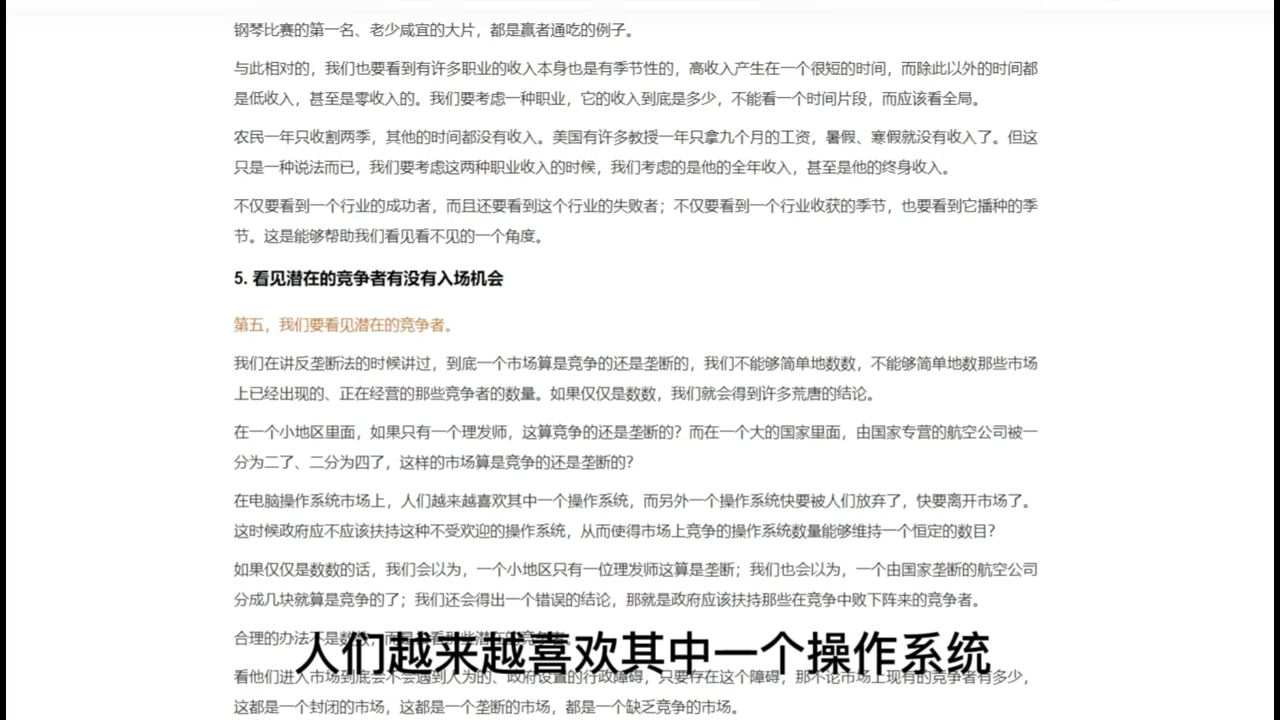 钢琴比赛的第一名、老少咸宜的大片，都是赢者通吃的例子。
与此相对的，我们也要看到有许多职业的收入本身也是有季节性的，高收入产生在一个很短的时间，而除此以外的时间都
是低收入，甚至是零收入的。我们要考虑一种职业，它的收入到底是多少，不能看一个时间片段，而应该看全局。
农民一年只收割两季，其他的时间都没有收入。美国有许多教授一年只拿九个月的工资，暑假、寒假就没有收入了。但这
只是一种说法而已，我们要考虑这两种职业收入的时候，我们考虑的是他的全年收入，甚至是他的终身收入。
不仅要看到一个行业的成功者，而且还要看到这个行业的失败者；不仅要看到一个行业收获的季节，也要看到它播种的季
节。这是能够帮助我们看见看不见的一个角度。
5. 看见潜在的竞争者有没有入场机会
第五，我们要看见潜在的竞争者。
我们在讲反垄断法的时候讲过，到底一个市场算是竞争的还是垄断的，我们不能够简单地数数，不能够简单地数那些市场
上已经出现的、正在经营的那些竞争者的数量。如果仅仅是数数，我们就会得到许多荒唐的结论。
在一个小地区里面，如果只有一个理发师，这算竞争的还是垄断的？而在一个大的国家里面，由国家专营的航空公司被一
分为二了、二分为四了，这样的市场算是竞争的还是垄断的？
在电脑操作系统市场上，人们越来越喜欢其中一个操作系统，而另外一个操作系统快要被人们放弃了，快要离开市场了。
这时候政府应不应该扶持这种不受欢迎的操作系统，从而使得市场上竞争的操作系统数量能够维持一个恒定的数目？
如果仅仅是数数的话，我们会以为，一个小地区只有一位理发师这算是垄断；我们也会以为，一个由国家垄断的航空公司
分成几块就算是竞争的了；我们还会得出一个错误的结论，那就是政府应该扶持那些在竞争中败下阵来的竞争者。
合理的办法不是数数，而是要看那些潜在的竞争者。
人们越来越喜欢其中一个操作系统
看他们进入市场到底会不会遇到人为的、政府设置的行政障碍，只要存在这个障碍，那不论市场上现有的竞争者有多少，
这都是一个封闭的市场，这都是一个垄断的市场，都是一个缺乏竞争的市场。